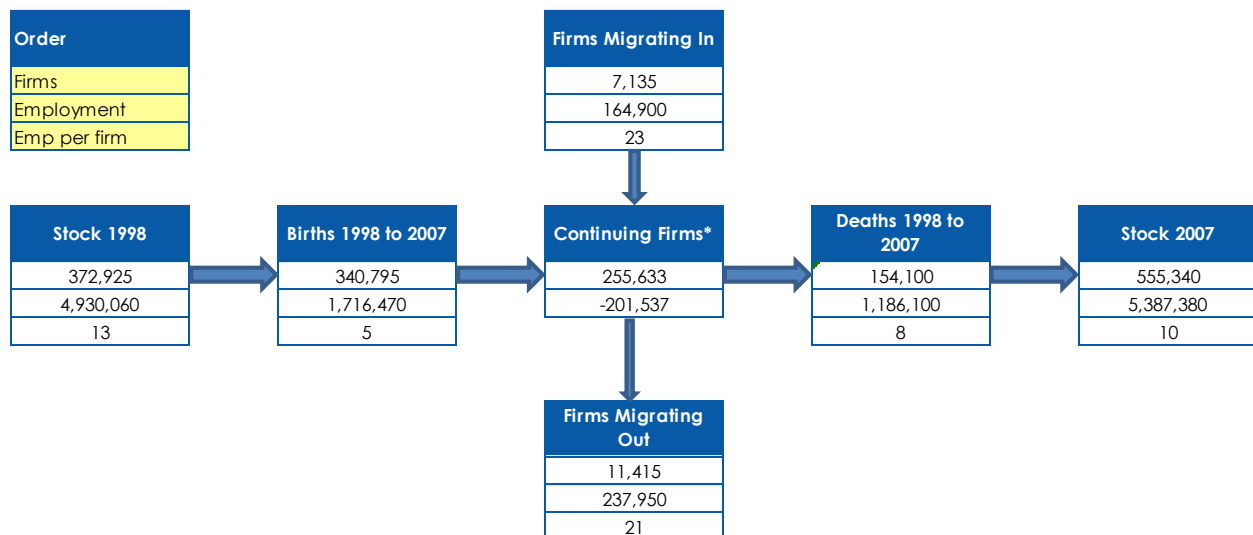 Order
Firms
Employment
Emp per firm
Firms Migrating In
7,135
164,900
23
Stock 1998
372,925
4,930,060
13
Births 1998 to 2007
340,795
1,716,470
5
Continuing Firms*
255,633
-201,537
Deaths 1998 to
2007
154,100
1,186,100
8
Stock 2007
555,340
5,387,380
10
Firms Migrating
Out
11,415
237,950
21